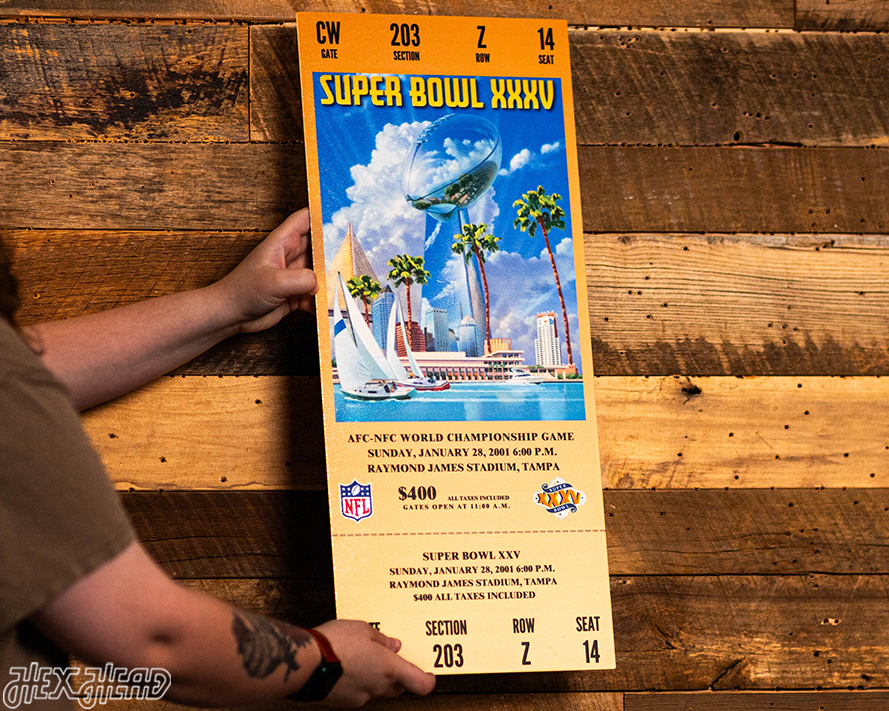 CW 203 Z 14
GATE SECTION ROW SEAT
SUPER BOWL XXXV
AFC-NFC WORLD CHAMPIONSHIP GAME
SUNDAY, JANUARY 28, 2001 6:00 P.M.
RAYMOND JAMES STADIUM, TAMPA
$400 ALL TAXES INCLUDED
GATES OPEN AT 11:00 A.M.
NFL
SUPER
XXXV
BOWL
SUPER BOWL XXV
SUNDAY, JANUARY 28, 2001 6:00 P.M.
RAYMOND JAMES STADIUM, TAMPA
$400 ALL TAXES INCLUDED
TE SECTION ROW SEAT
203 Z 14
HEX HEAD